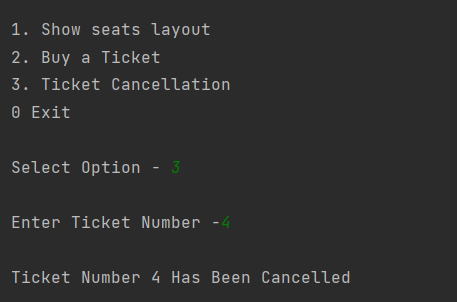 1. Show seats layout
2. Buy a Ticket
3. Ticket Cancellation
0 Exit
Select Option - 3
Enter Ticket Number -4
Ticket Number 4 Has Been Cancelled